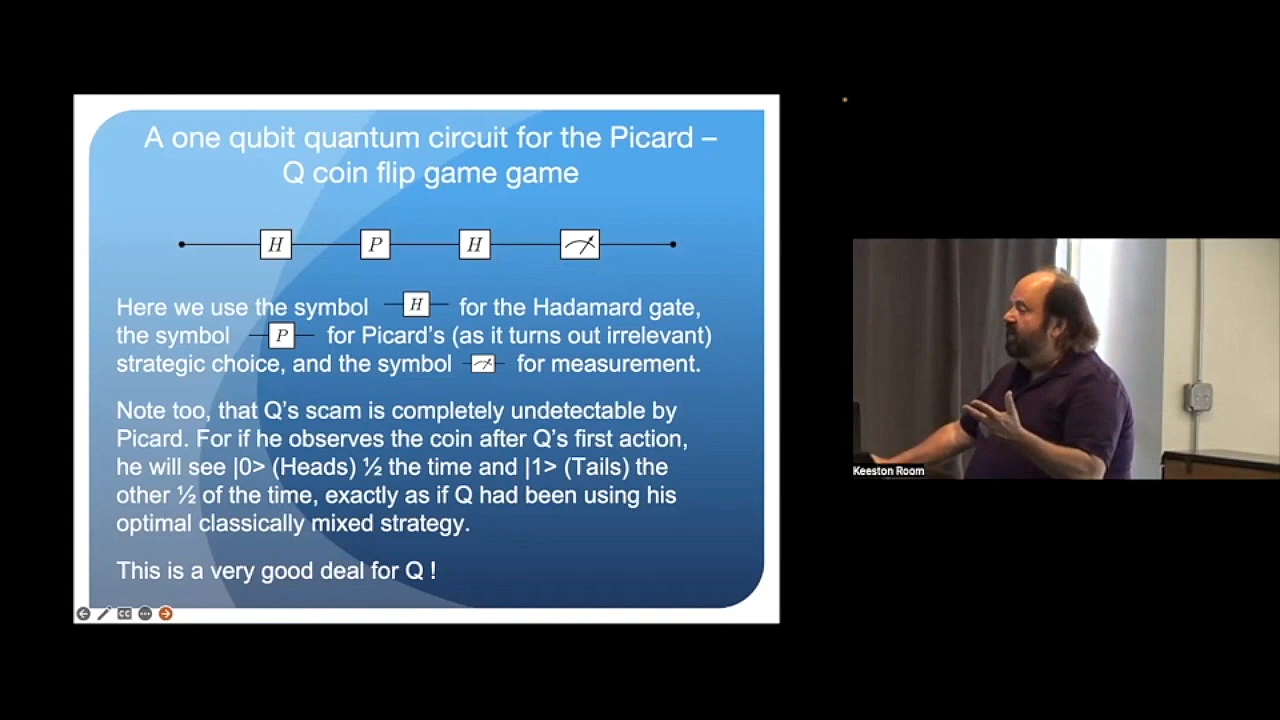 A one qubit quantum circuit for the Picard –
Q coin flip game game
H P H
Here we use the symbol H for the Hadamard gate,
the symbol P for Picard's (as it turns out irrelevant)
strategic choice, and the symbol for measurement.
Note too, that Q's scam is completely undetectable by
Picard. For if he observes the coin after Q's first action,
he will see |0> (Heads) ½ the time and |1> (Tails) the
other ½ of the time, exactly as if Q had been using his
optimal classically mixed strategy.
This is a very good deal for Q !
CC
Keeston Room